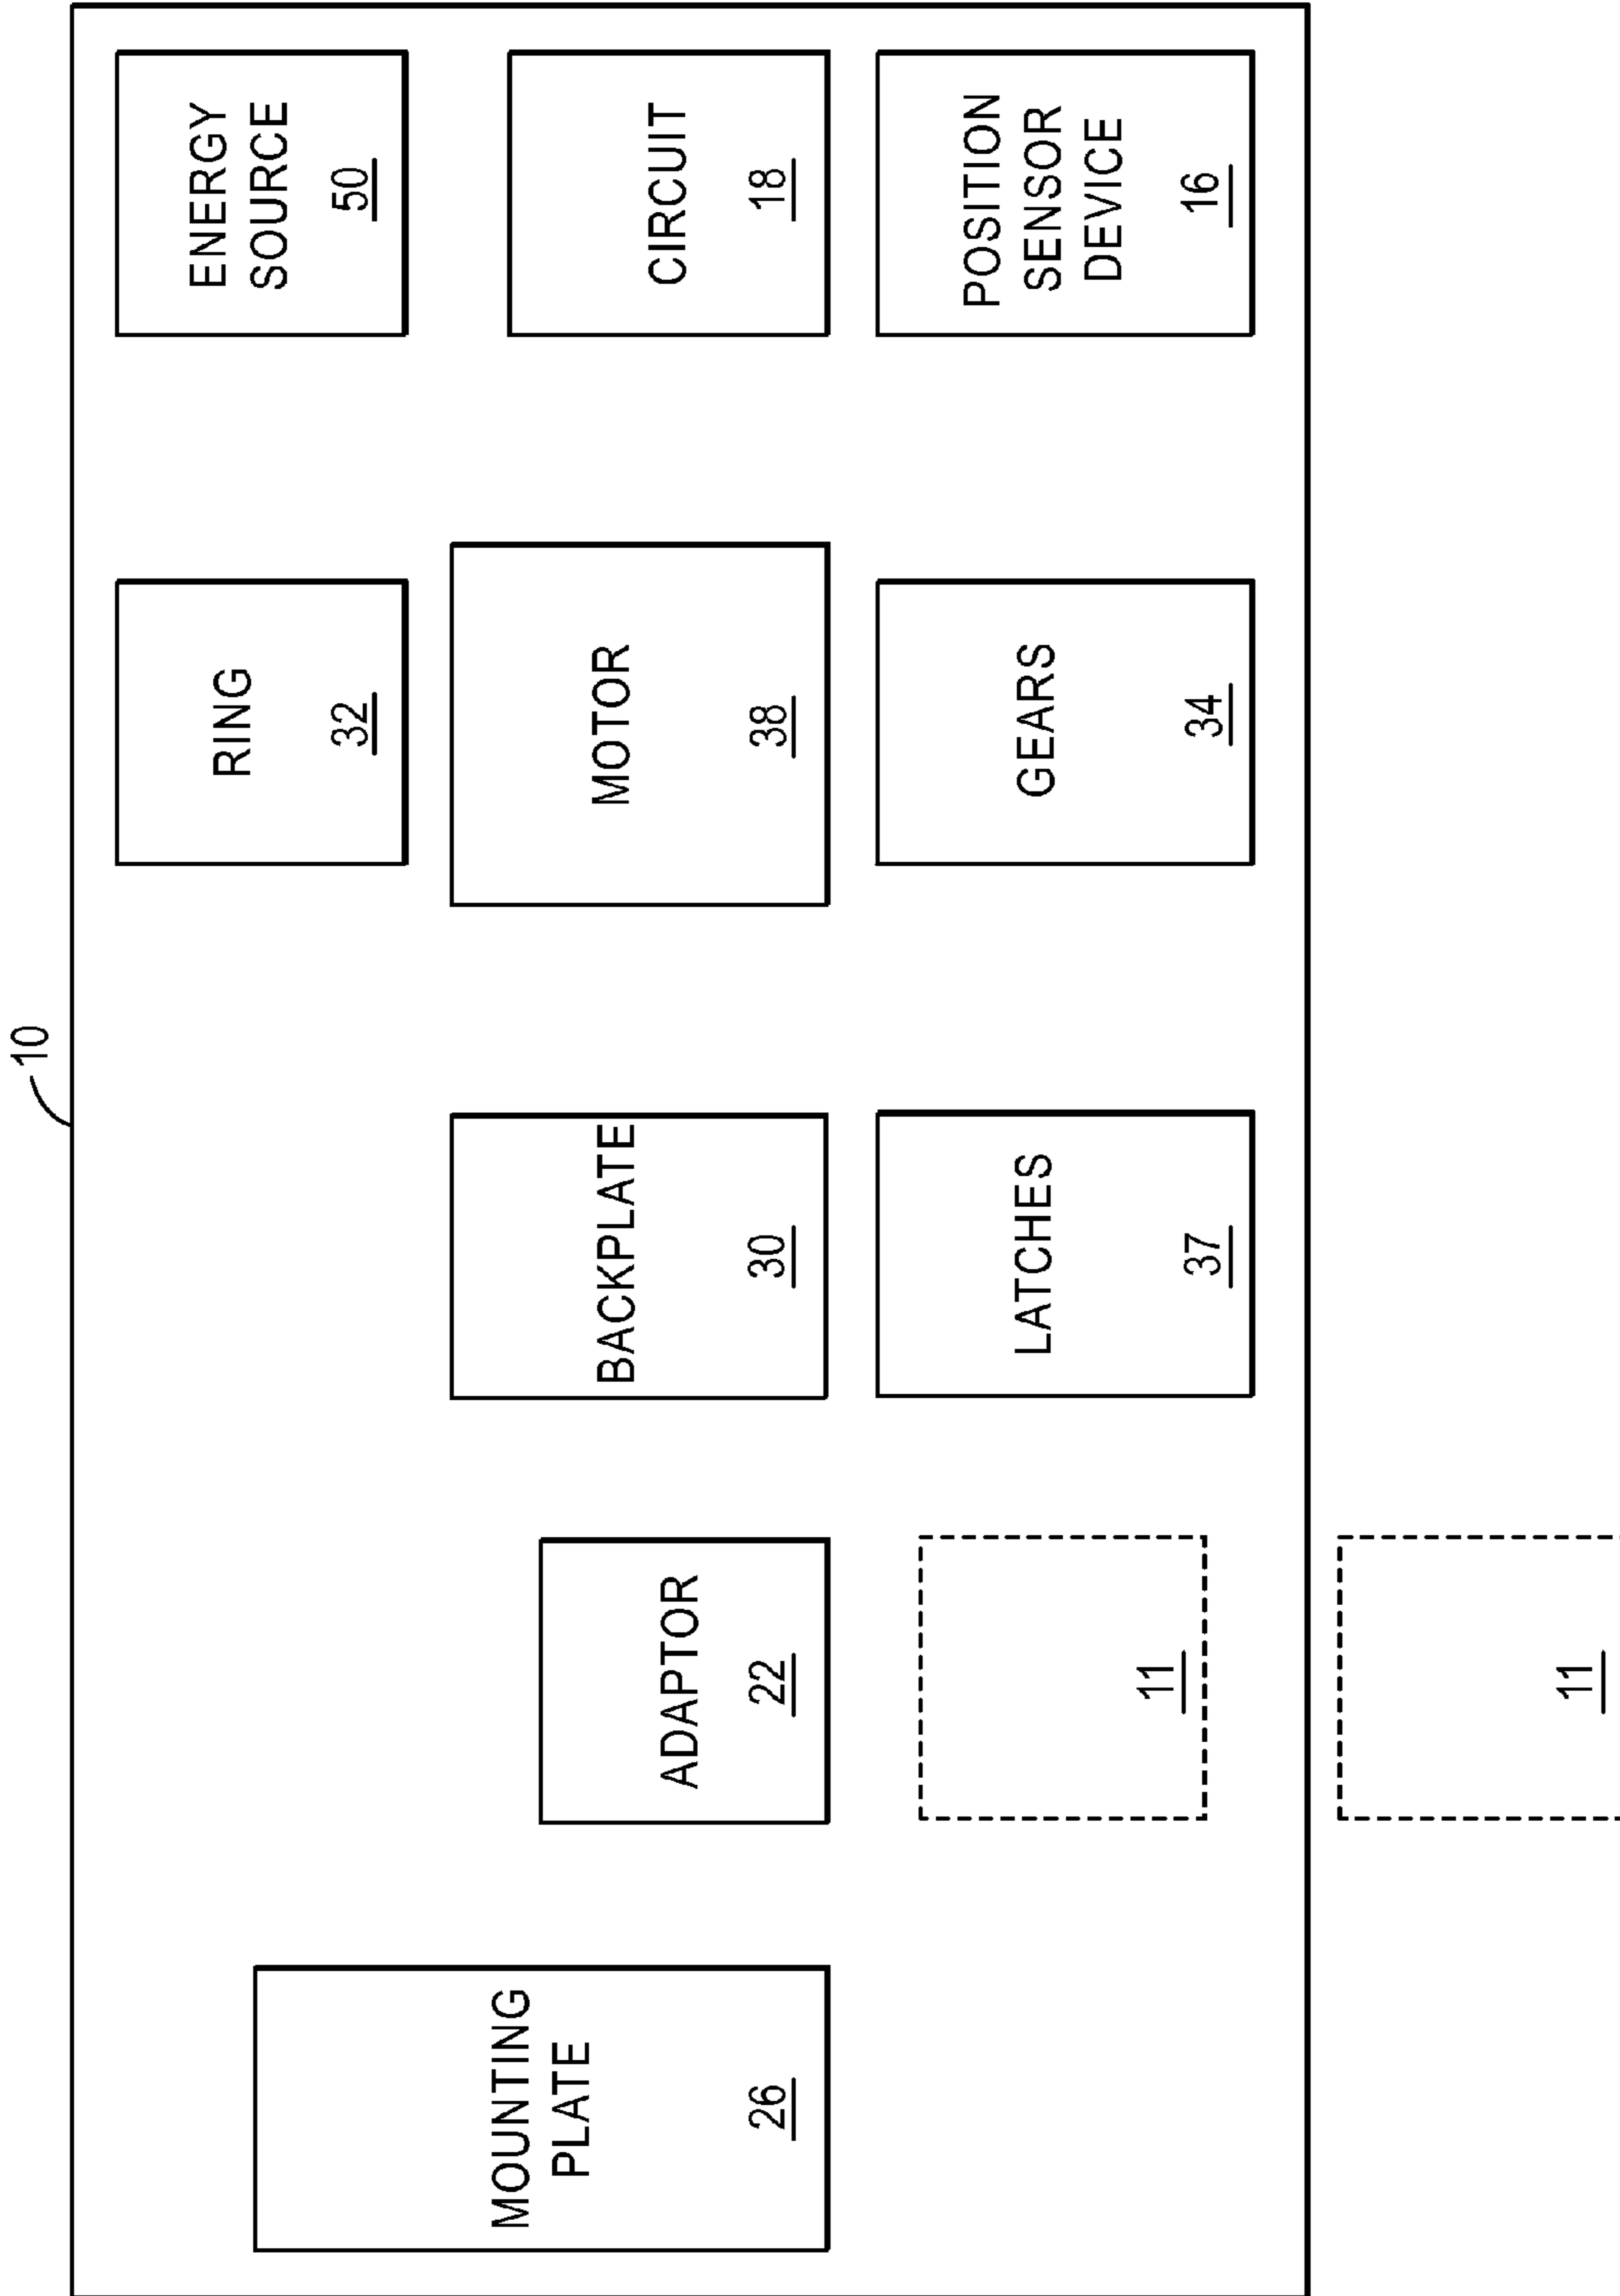 10
MOUNTING
PLATE
26
ADAPTOR
22
11
11
BACKPLATE
30
LATCHES
37
RING
32
MOTOR
38
GEARS
34
ENERGY
SOURCE
50
CIRCUIT
18
POSITION
SENSOR
DEVICE
16